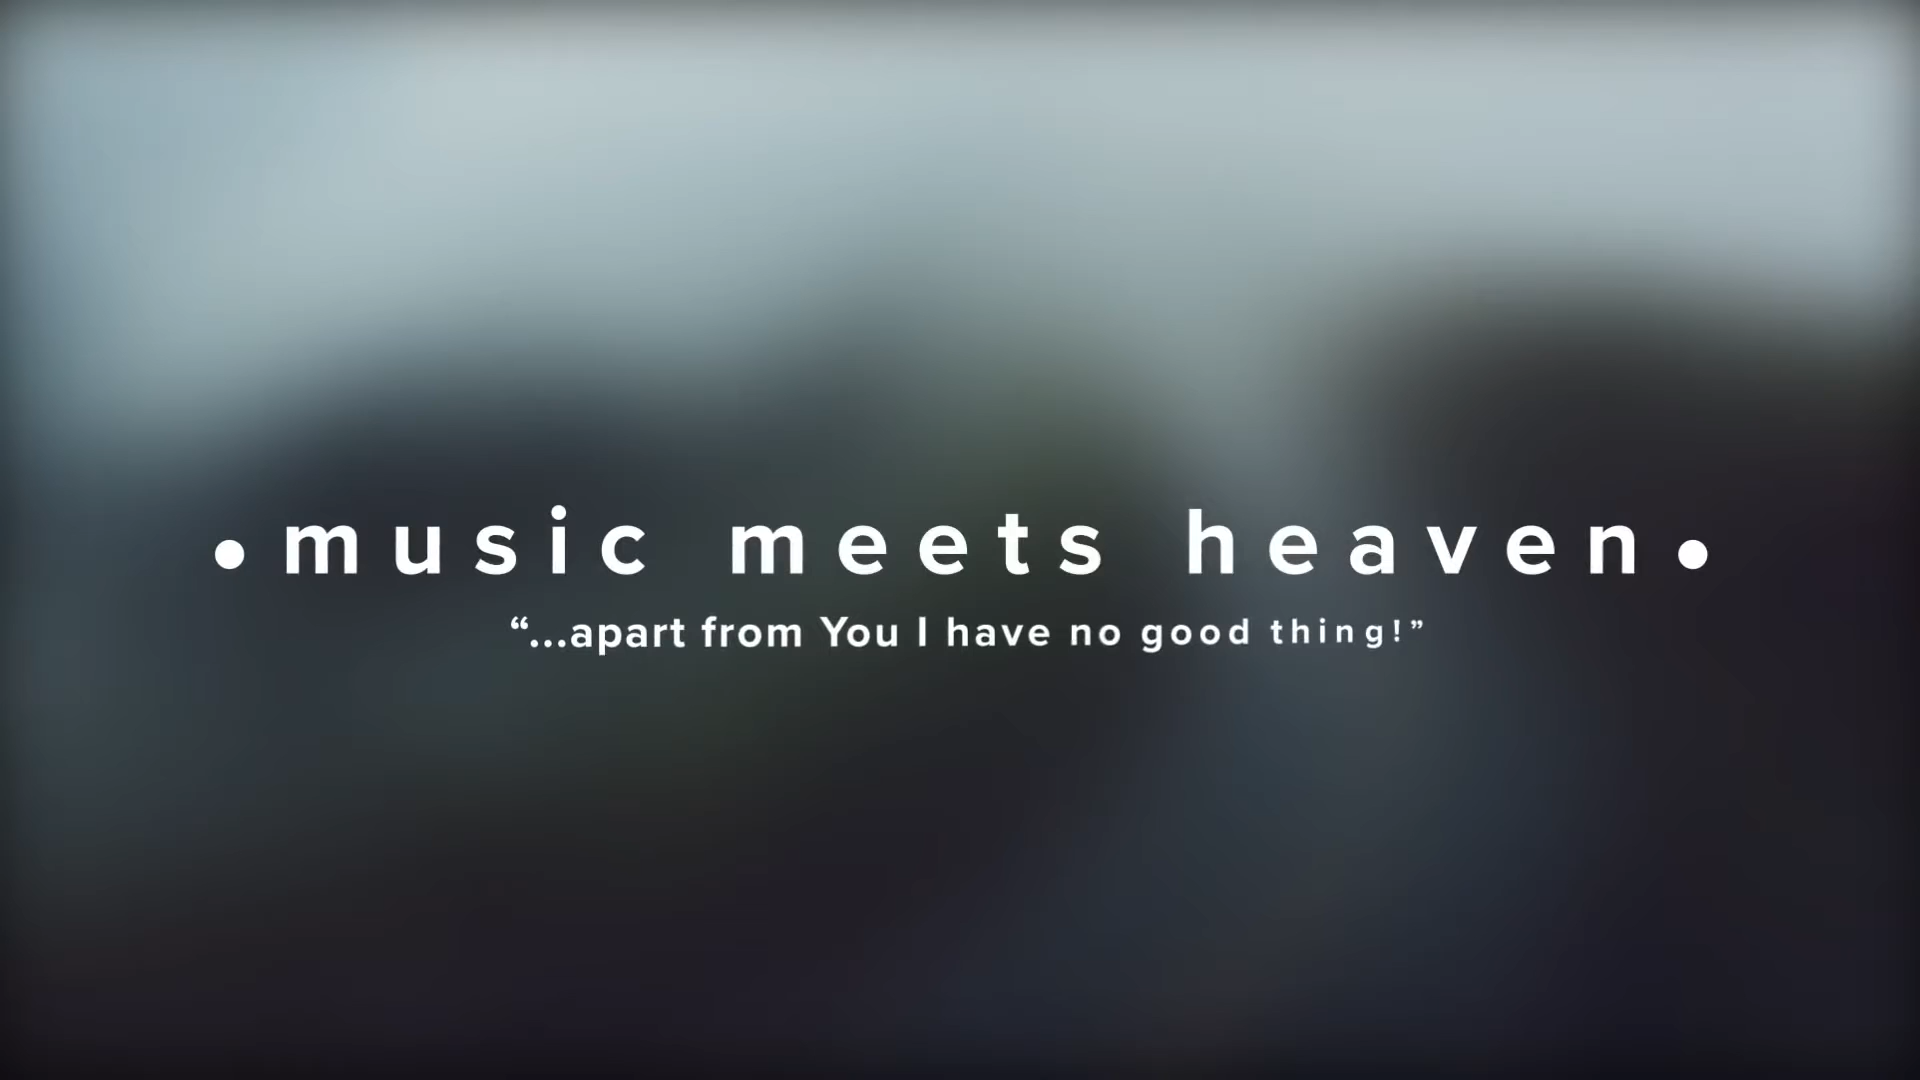 •music meets heaven•
“...apart from You I have no good thing!”